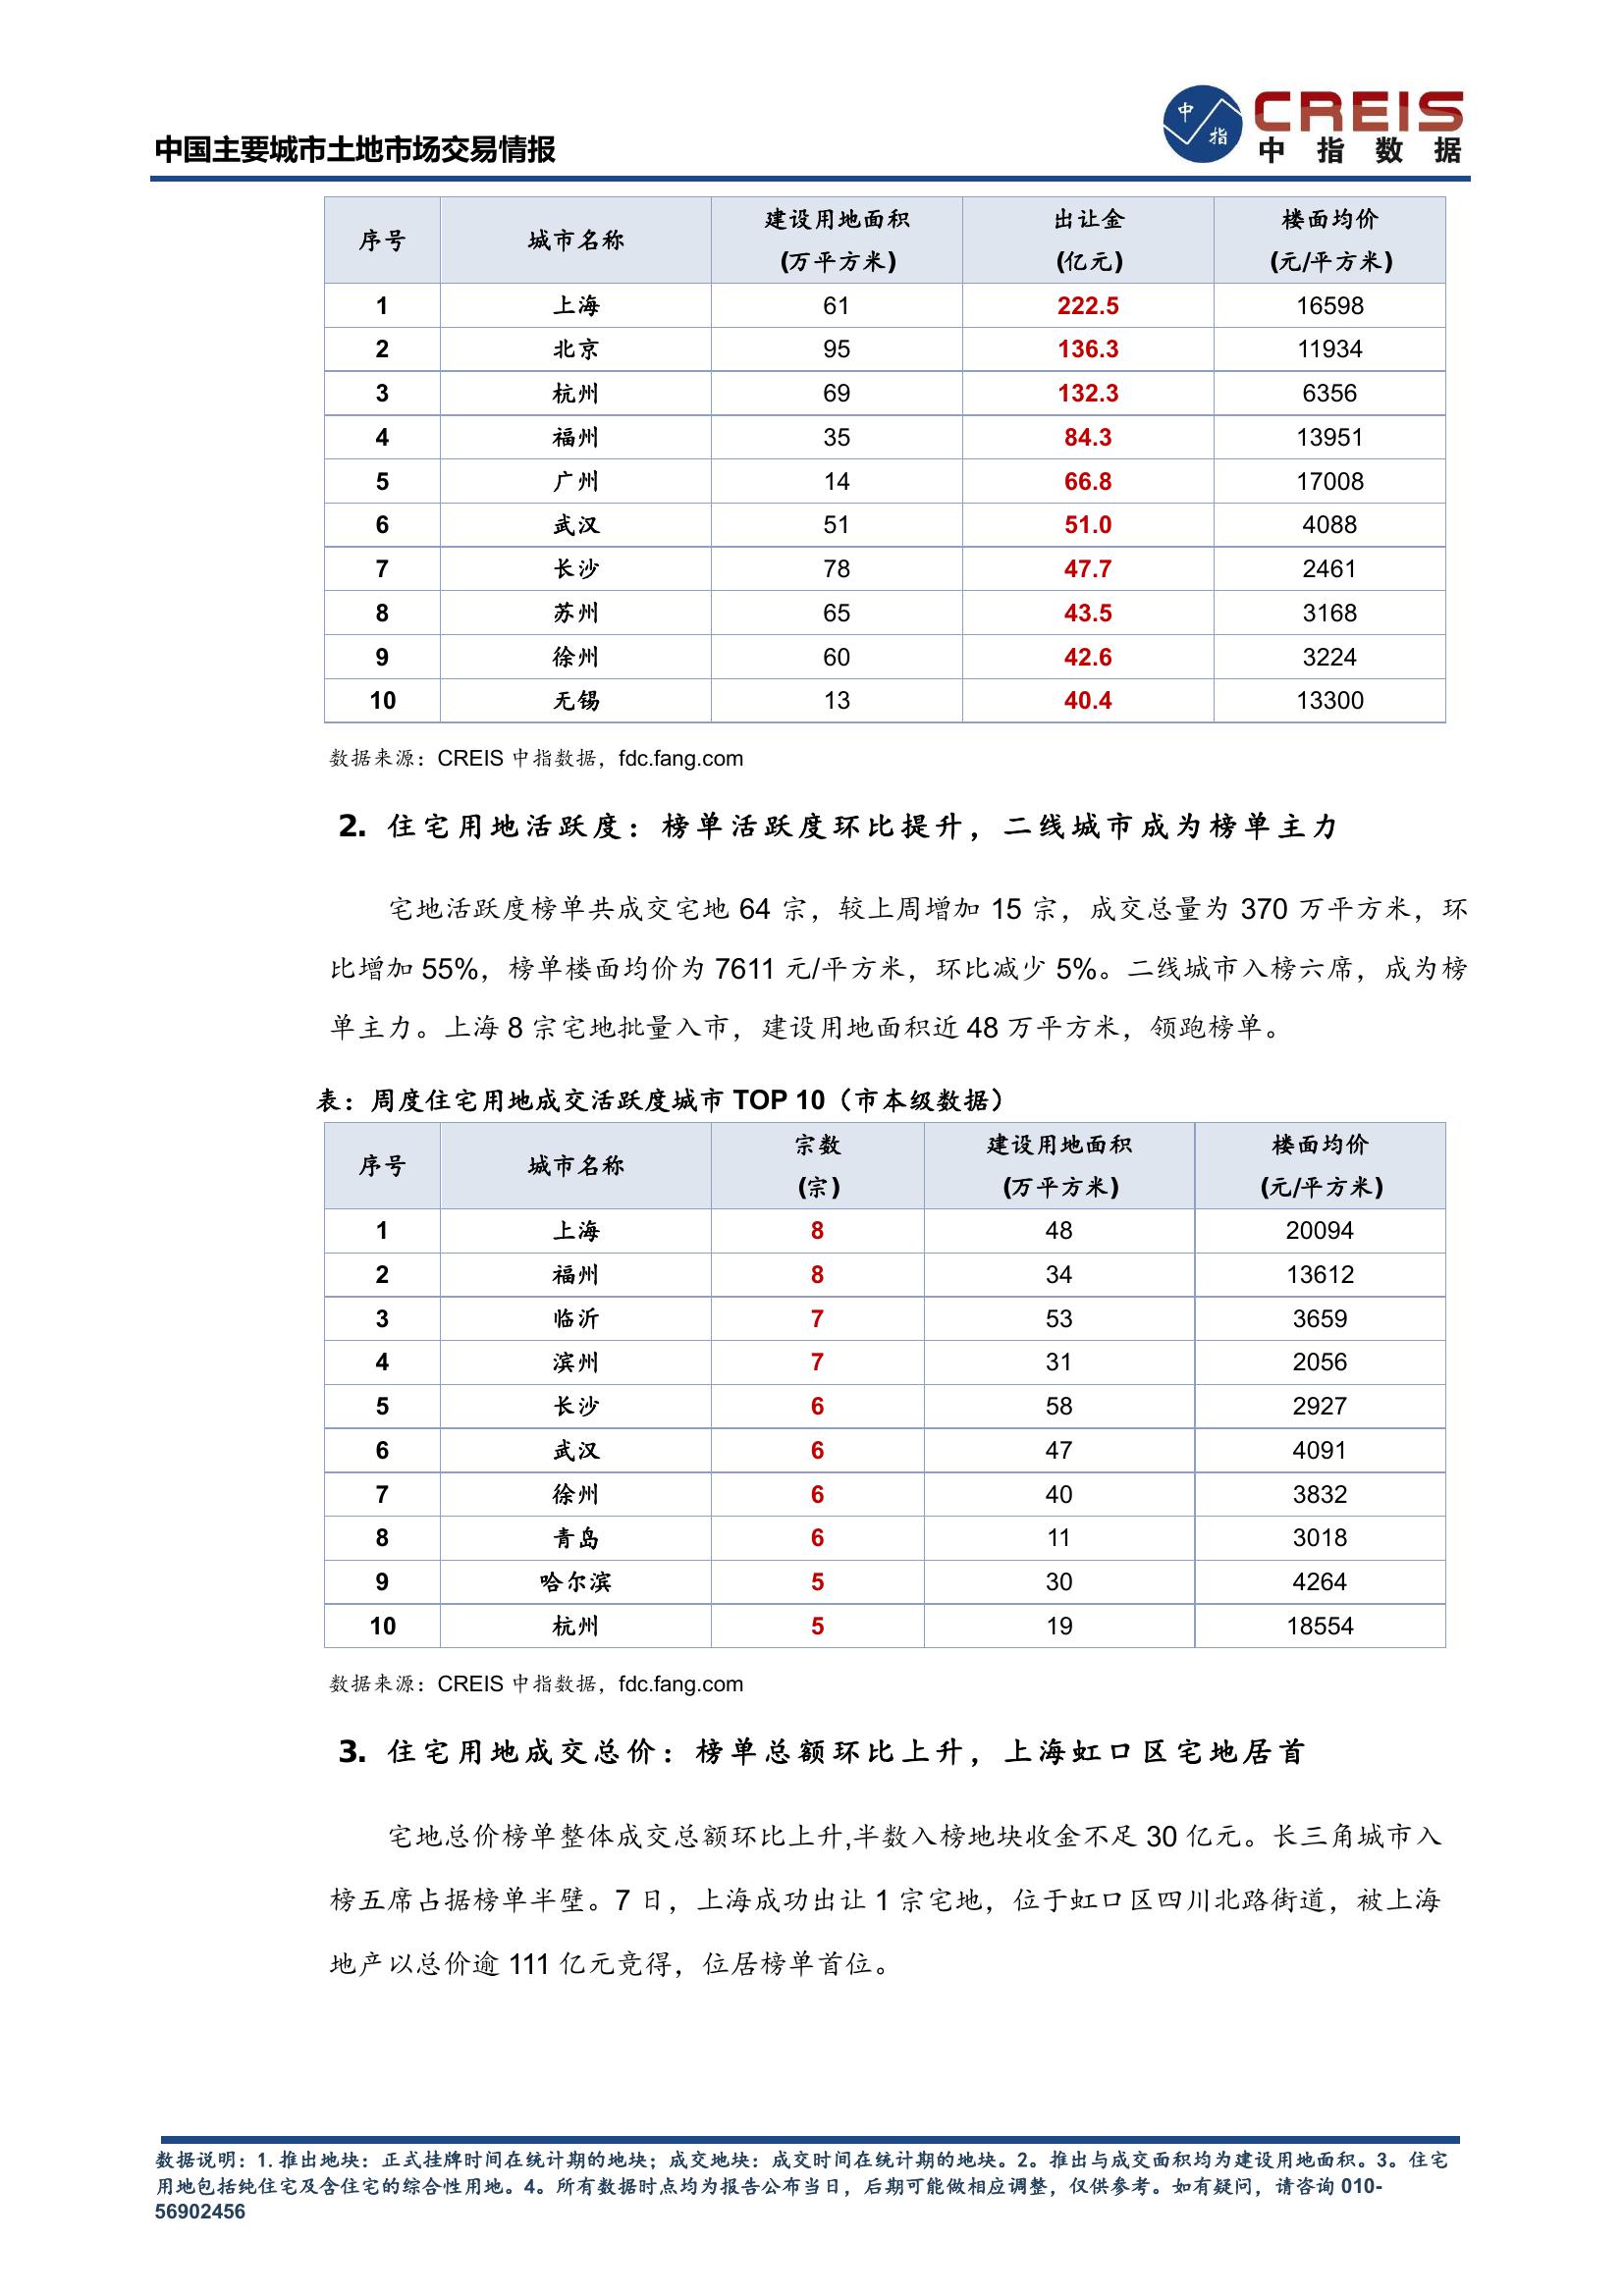 中国主要城市土地市场交易情报
中 指
CREIS
中 指 数 据
序号 城市名称 建设用地面积 (万平方米) 出让金 (亿元) 楼面均价 (元/平方米)
1 上海 61 222.5 16598
2 北京 95 136.3 11934
3 杭州 69 132.3 6356
4 福州 35 84.3 13951
5 广州 14 66.8 17008
6 武汉 51 51.0 4088
7 长沙 78 47.7 2461
8 苏州 65 43.5 3168
9 徐州 60 42.6 3224
10 无锡 13 40.4 13300
数据来源：CREIS 中指数据，fdc.fang.com
2. 住宅用地活跃度：榜单活跃度环比提升，二线城市成为榜单主力
宅地活跃度榜单共成交宅地 64 宗，较上周增加 15 宗，成交总量为 370 万平方米，环
比增加 55%，榜单楼面均价为 7611 元/平方米，环比减少 5%。二线城市入榜六席，成为榜
单主力。上海 8 宗宅地批量入市，建设用地面积近 48 万平方米，领跑榜单。
表：周度住宅用地成交活跃度城市 TOP 10（市本级数据）
序号 城市名称 宗数 (宗) 建设用地面积 (万平方米) 楼面均价 (元/平方米)
1 上海 8 48 20094
2 福州 8 34 13612
3 临沂 7 53 3659
4 滨州 7 31 2056
5 长沙 6 58 2927
6 武汉 6 47 4091
7 徐州 6 40 3832
8 青岛 6 11 3018
9 哈尔滨 5 30 4264
10 杭州 5 19 18554
数据来源：CREIS 中指数据，fdc.fang.com
3. 住宅用地成交总价：榜单总额环比上升，上海虹口区宅地居首
宅地总价榜单整体成交总额环比上升,半数入榜地块收金不足 30 亿元。长三角城市入
榜五席占据榜单半壁。7 日，上海成功出让 1 宗宅地，位于虹口区四川北路街道，被上海
地产以总价逾 111 亿元竞得，位居榜单首位。
数据说明：1. 推出地块：正式挂牌时间在统计期的地块；成交地块：成交时间在统计期的地块。2。推出与成交面积均为建设用地面积。3。住宅
用地包括纯住宅及含住宅的综合性用地。4。所有数据时点均为报告公布当日，后期可能做相应调整，仅供参考。如有疑问，请咨询 010-
56902456